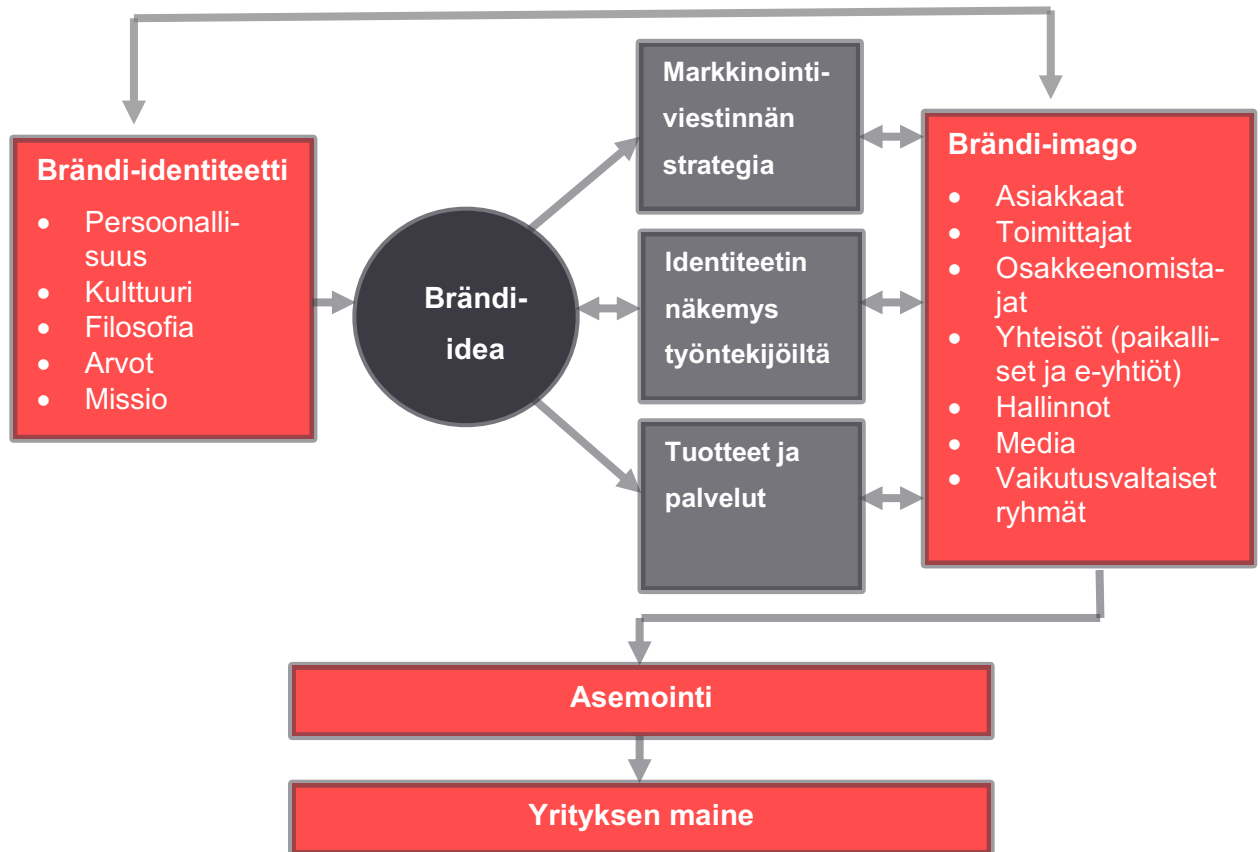 Brändi-identiteetti
• Persoonalli-
suus
• Kulttuuri
• Filosofia
• Arvot
• Missio
Brändi-
idea
Markkinointi-
viestinnän
strategia
Identiteetin
näkemys
työntekijöiltä
Tuotteet ja
palvelut
Brändi-imago
• Asiakkaat
• Toimittajat
• Osakkeenomista-
jat
• Yhteisöt (paikalli-
set ja e-yhtiöt)
• Hallinnot
• Media
• Vaikutusvaltaiset
ryhmät
Asemointi
Yrityksen maine